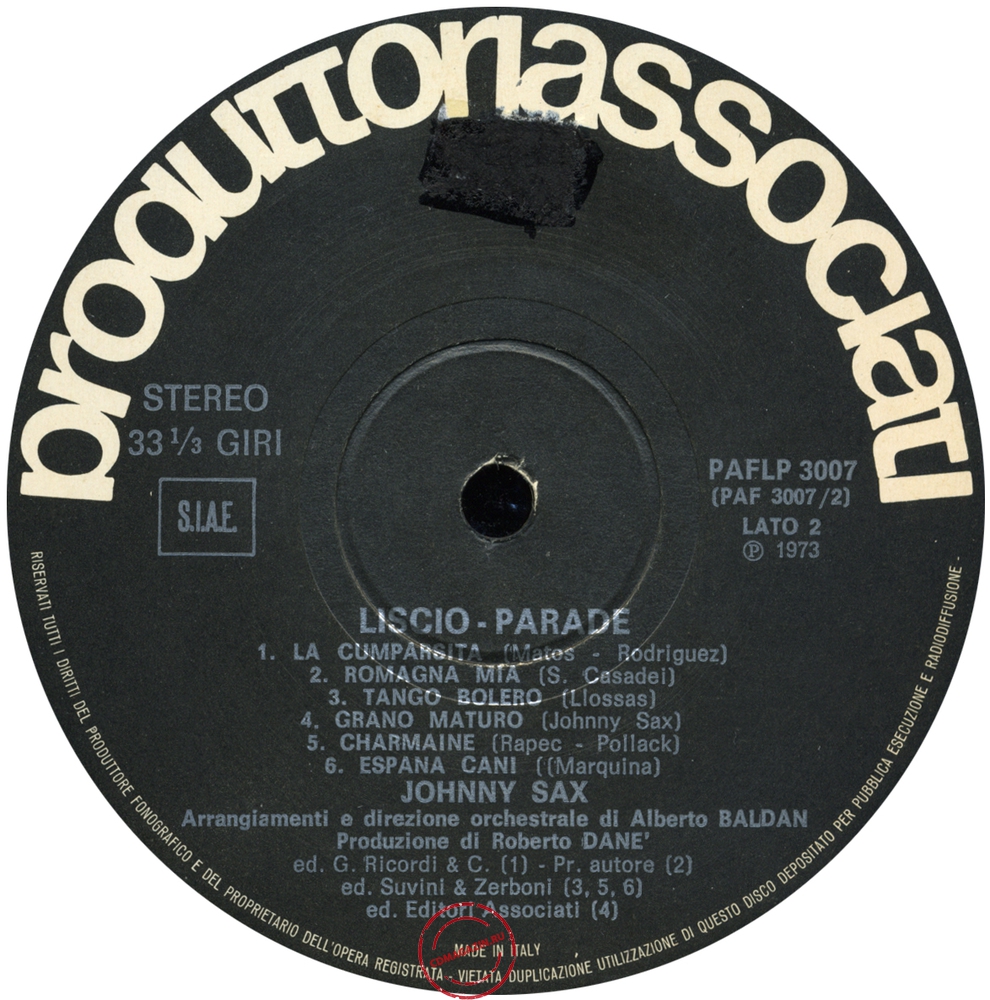 produttoriassociati
STEREO
33 1/3 GIRI
S.I.A.E.
PAFLP 3007
(PAF 3007/2)
LATO 2
℗ 1973
LISCIO - PARADE
1. LA CUMPARSITA (Matos - Rodriguez)
2. ROMAGNA MIA (S. Casadei)
3. TANGO BOLERO (Llossas)
4. GRANO MATURO (Johnny Sax)
5. CHARMAINE (Rapec - Pollack)
6. ESPANA CANI ((Marquina)
JOHNNY SAX
Arrangiamenti e direzione orchestrale di Alberto BALDAN
Produzione di Roberto DANE'
ed. G. Ricordi & C. (1) - Pr. autore (2)
ed. Suvini & Zerboni (3, 5, 6)
ed. Editori Associati (4)
MADE IN ITALY
RISERVATI TUTTI I DIRITTI DEL PRODUTTORE FONOGRAFICO E DEL PROPRIETARIO DELL'OPERA REGISTRATA - VIETATA DUPLICAZIONE UTILIZZAZIONE DI QUESTO DISCO DEPOSITATO PER PUBBLICA ESECUZIONE E RADIODIFFUSIONE -